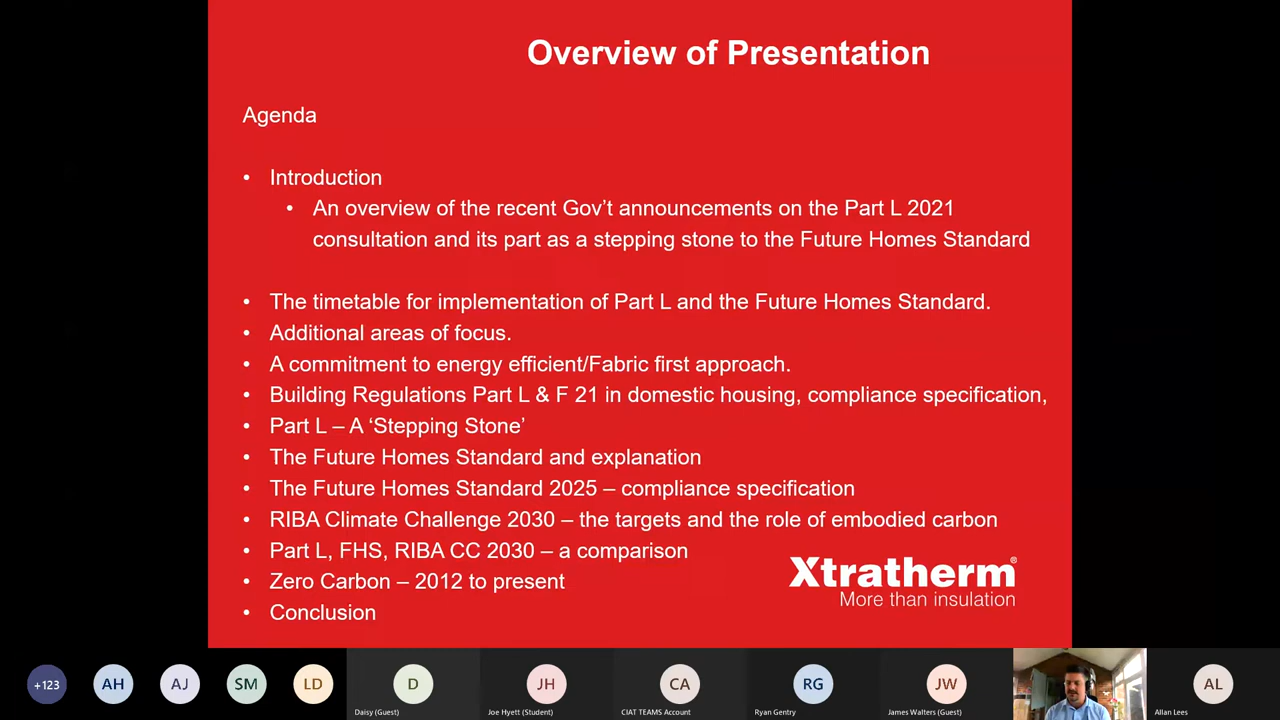 Overview of Presentation
Agenda
• Introduction
• An overview of the recent Gov't announcements on the Part L 2021
consultation and its part as a stepping stone to the Future Homes Standard
• The timetable for implementation of Part L and the Future Homes Standard.
• Additional areas of focus.
• A commitment to energy efficient/Fabric first approach.
• Building Regulations Part L & F 21 in domestic housing, compliance specification,
• Part L – A ‘Stepping Stone’
• The Future Homes Standard and explanation
• The Future Homes Standard 2025 – compliance specification
• RIBA Climate Challenge 2030 – the targets and the role of embodied carbon
• Part L, FHS, RIBA CC 2030 – a comparison
• Zero Carbon – 2012 to present
• Conclusion
Xtratherm®
More than insulation
+123
AH
AJ
SM
LD
D
JH
CA
RG
JW
AL
Daisy (Guest)
Joe Hyett (Student)
CIAT TEAMS Account
Ryan Gentry
James Walters (Guest)
Allan Lees